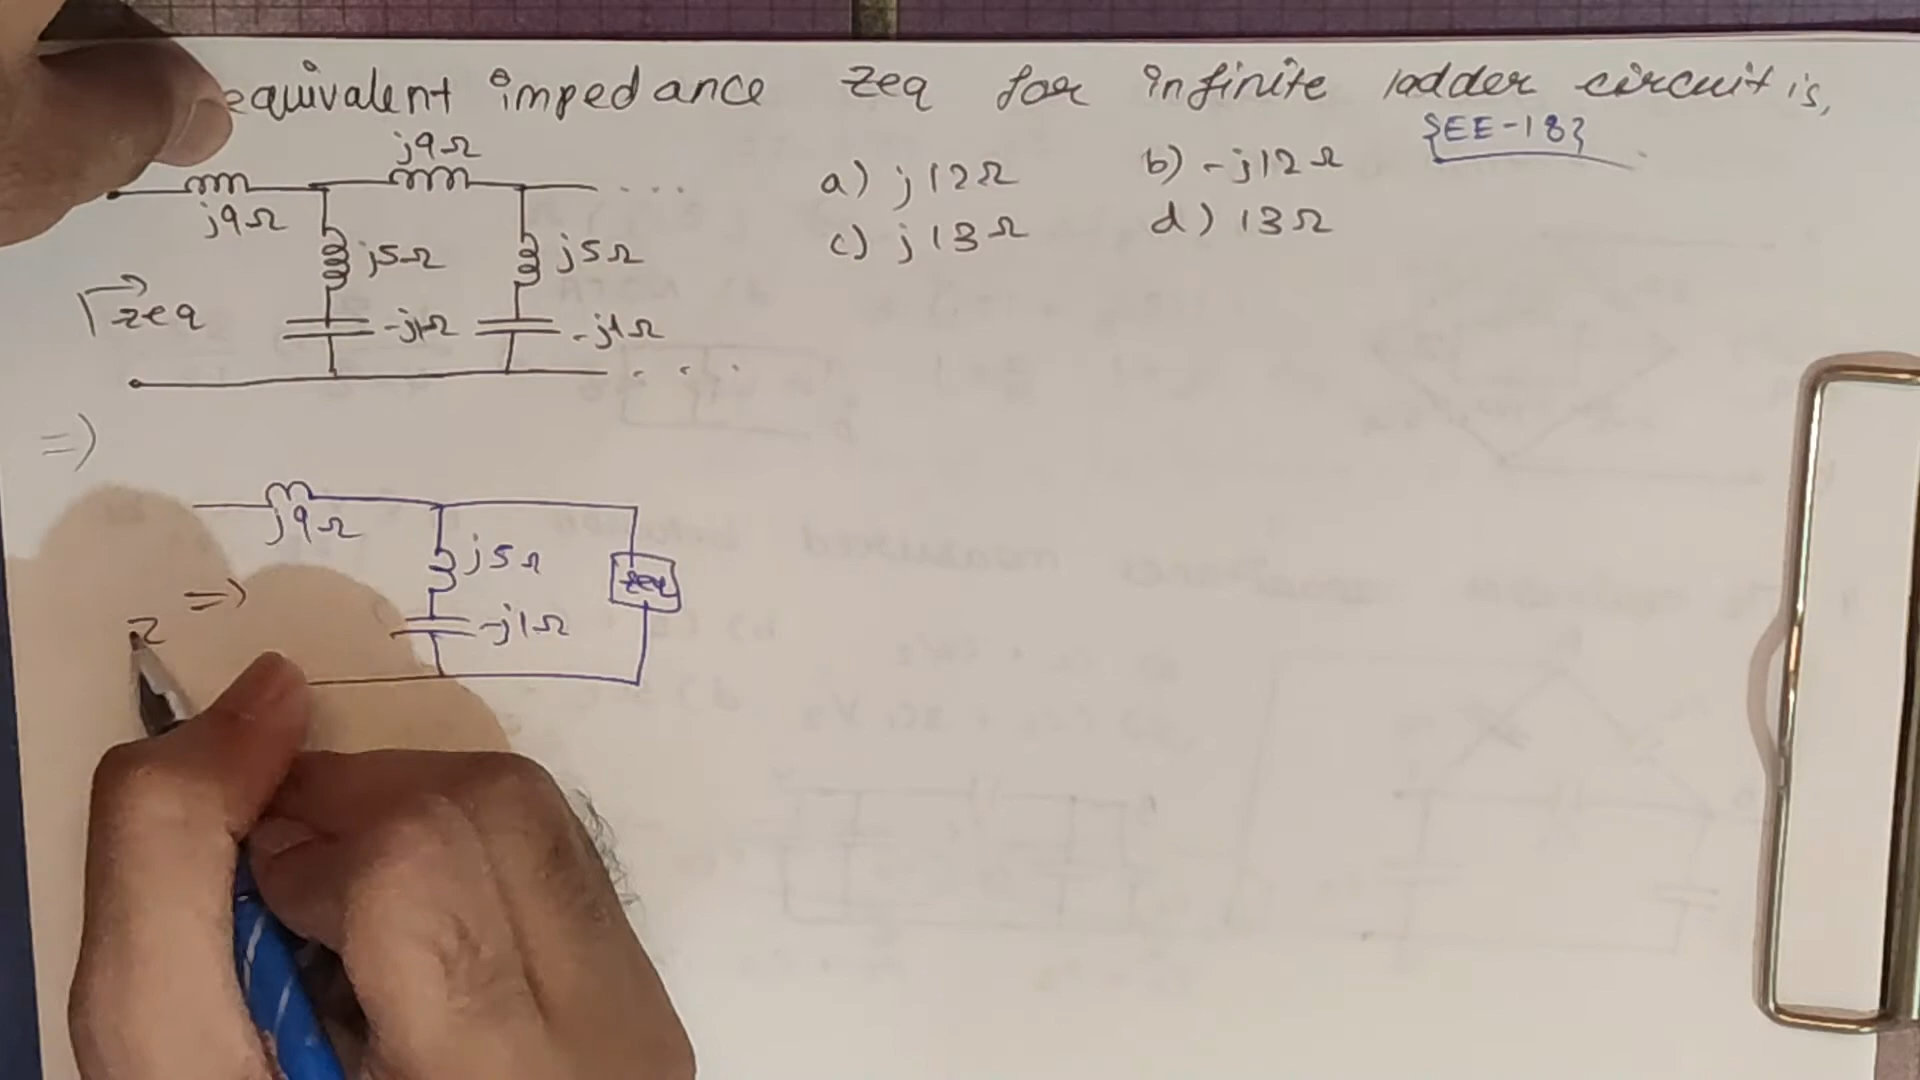 equivalent impedance zeq for infinite ladder circuit is,
{EE-18}
j9Ω
a) j12Ω b) -j12Ω
j9Ω
c) j13Ω d) 13Ω
j5Ω j5Ω
zeq
-j1Ω -j1Ω
=>
j9Ω
j5Ω
zeq
=>
-j1Ω
z